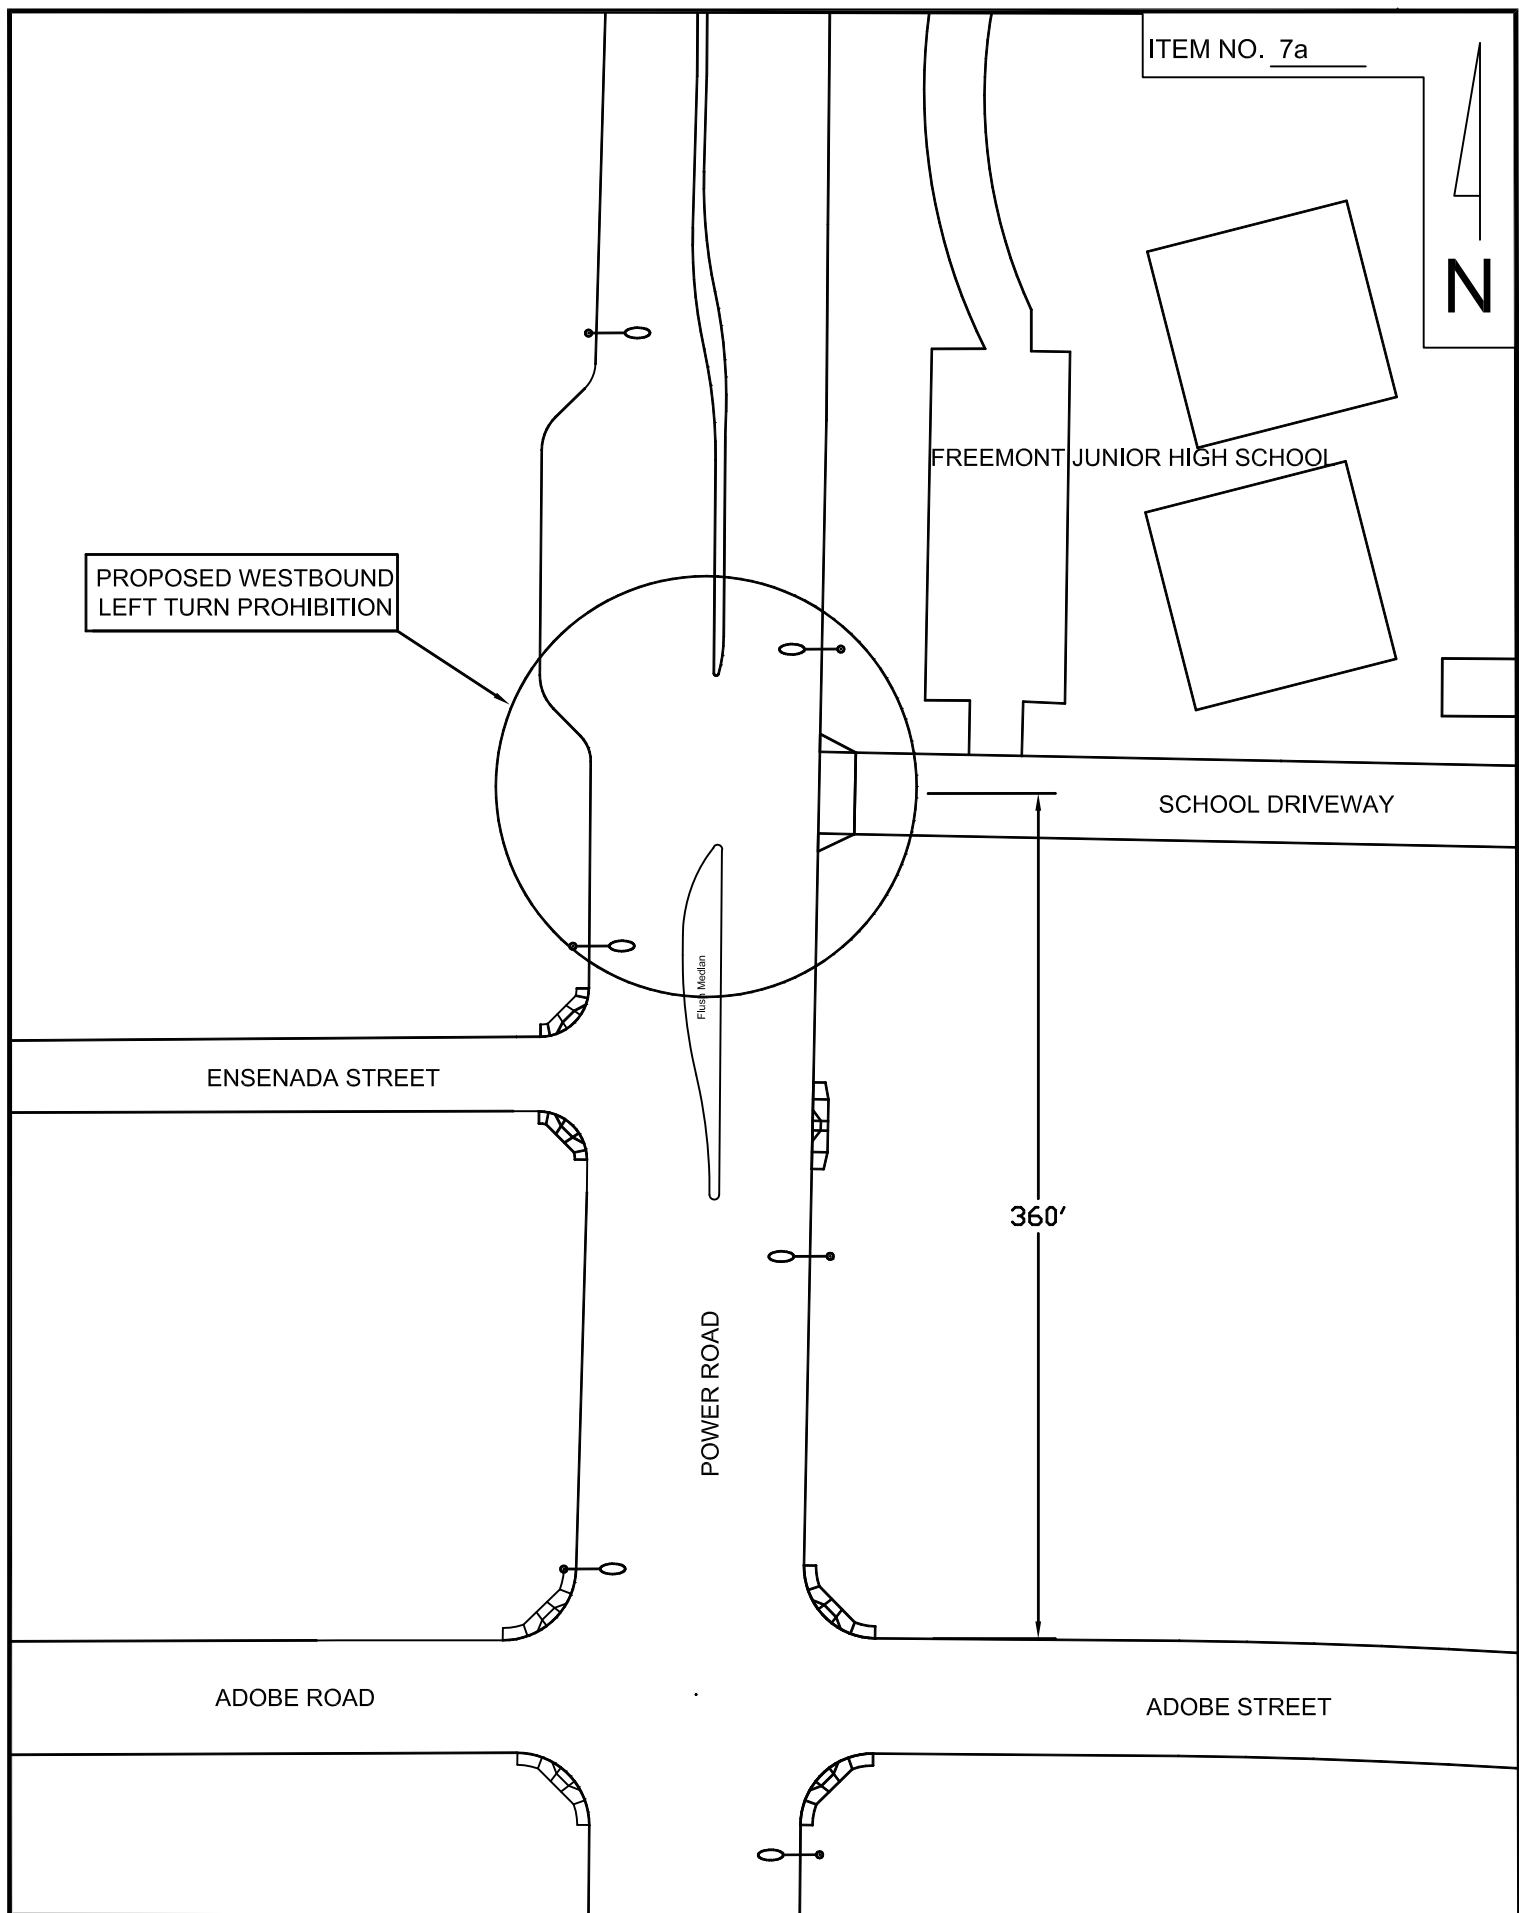 ITEM NO. 7a
N
FREEMONT JUNIOR HIGH SCHOOL
PROPOSED WESTBOUND
LEFT TURN PROHIBITION
SCHOOL DRIVEWAY
Flush Median
ENSENADA STREET
360'
POWER ROAD
ADOBE ROAD
ADOBE STREET